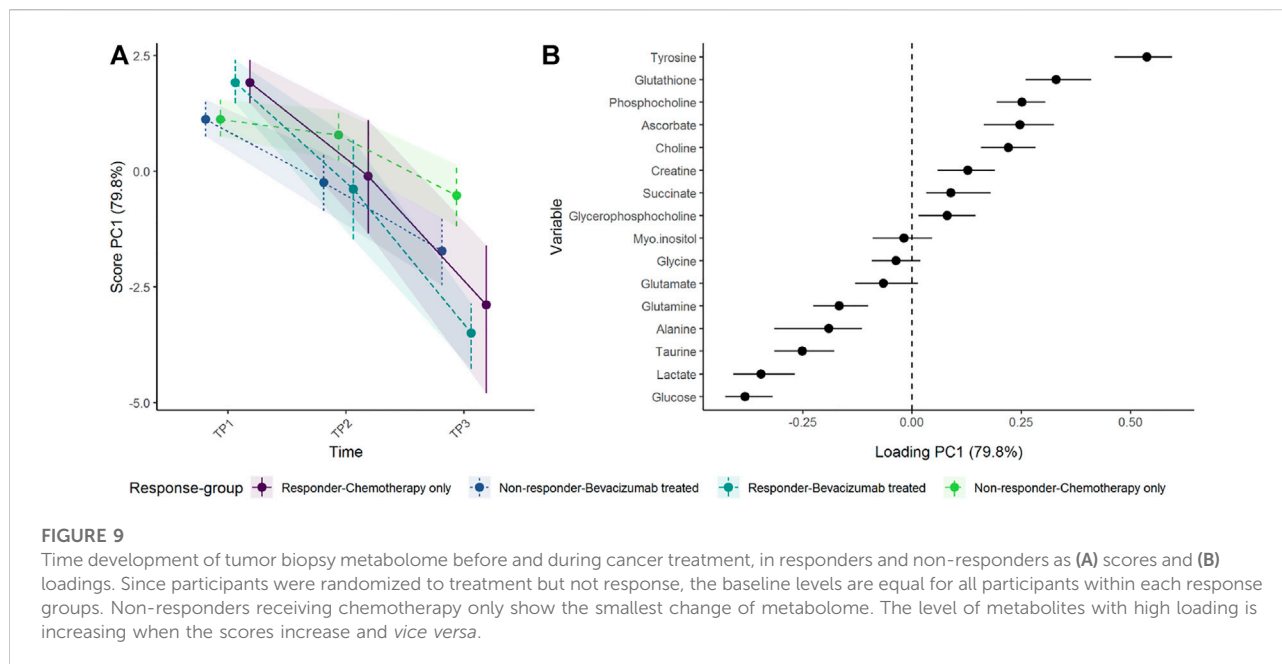 A
2.5
0.0
-2.5
-5.0
Score PC1 (79.8%)
TP1
TP2
TP3
Time
B
Tyrosine
Glutathione
Phosphocholine
Ascorbate
Choline
Creatine
Succinate
Glycerophosphocholine
Myo.inositol
Glycine
Glutamate
Glutamine
Alanine
Taurine
Lactate
Glucose
Variable
-0.25
0.00
0.25
0.50
Loading PC1 (79.8%)
Response-group
Responder-Chemotherapy only
Non-responder-Bevacizumab treated
Responder-Bevacizumab treated
Non-responder-Chemotherapy only
FIGURE 9
Time development of tumor biopsy metabolome before and during cancer treatment, in responders and non-responders as (A) scores and (B)
loadings. Since participants were randomized to treatment but not response, the baseline levels are equal for all participants within each response
groups. Non-responders receiving chemotherapy only show the smallest change of metabolome. The level of metabolites with high loading is
increasing when the scores increase and vice versa.